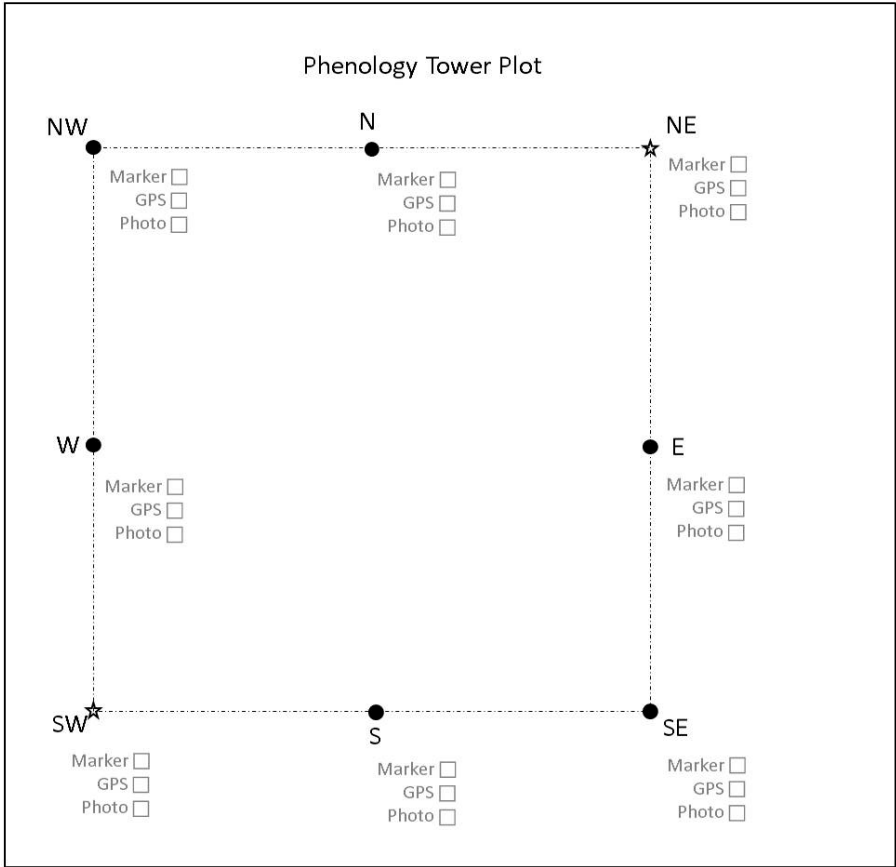 Phenology Tower Plot
NW
N
NE
Marker
GPS
Photo
Marker
GPS
Photo
Marker
GPS
Photo
W
E
Marker
GPS
Photo
Marker
GPS
Photo
SW
S
SE
Marker
GPS
Photo
Marker
GPS
Photo
Marker
GPS
Photo